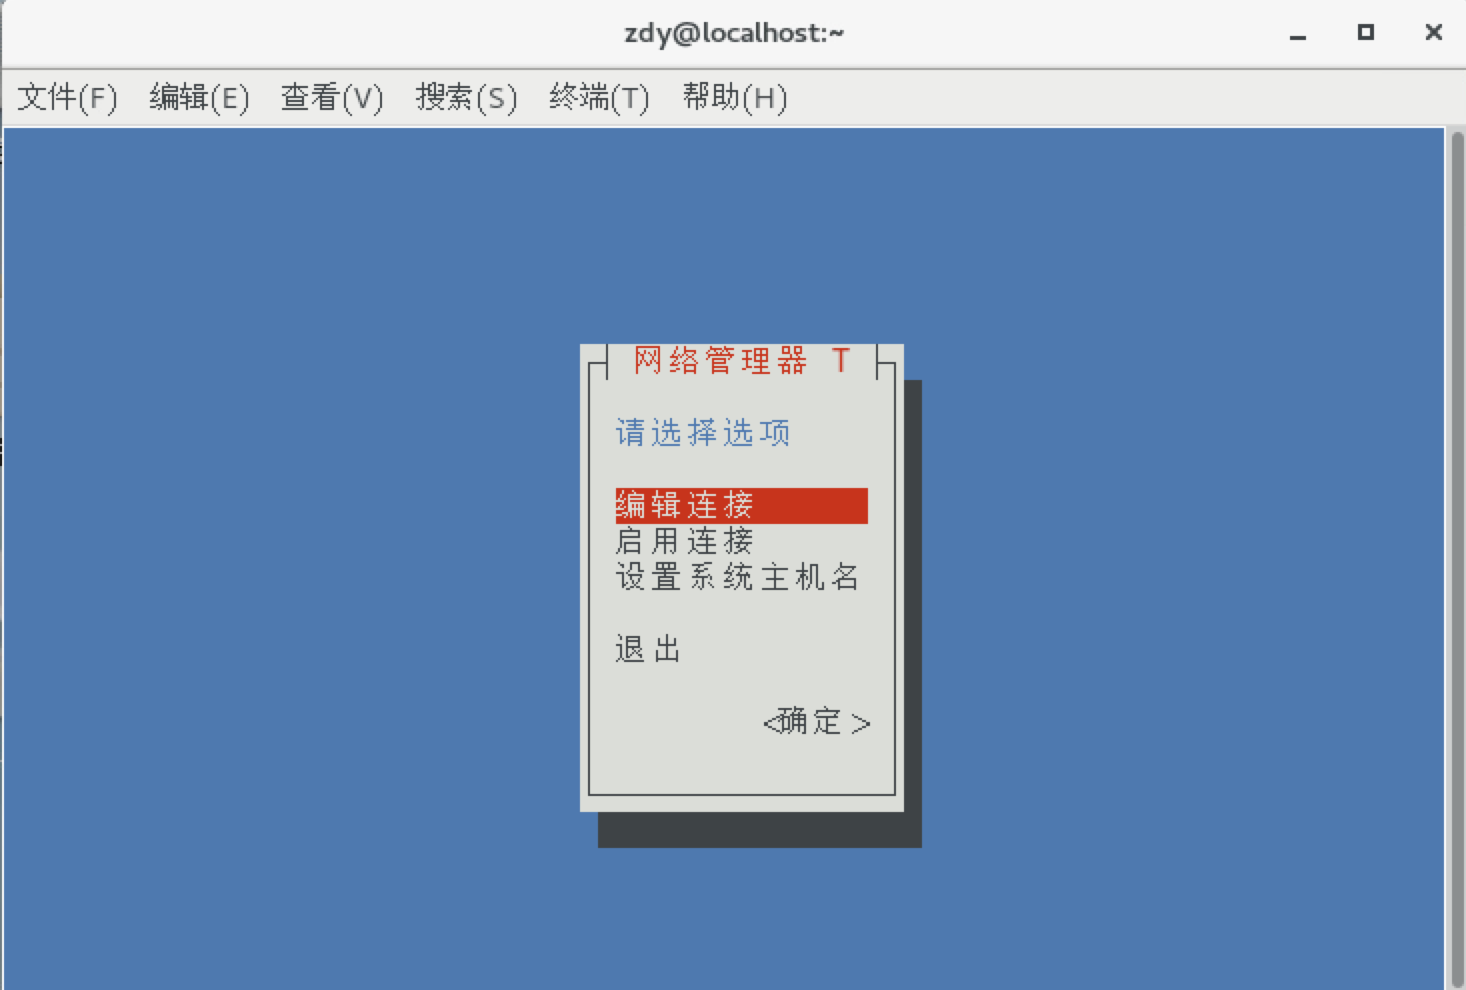 zdy@localhost:~
文件(F) 编辑(E) 查看(V) 搜索(S) 终端(T) 帮助(H)
网络管理器 T
请选择选项
编辑连接
启用连接
设置系统主机名
退出
<确定>